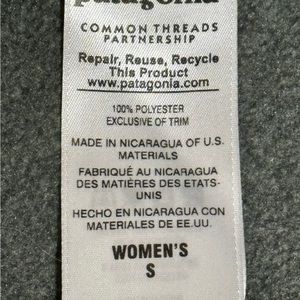 patagonia
COMMON THREADS
PARTNERSHIP
Repair, Reuse, Recycle
This Product
www.patagonia.com
100% POLYESTER
EXCLUSIVE OF TRIM
MADE IN NICARAGUA OF U.S.
MATERIALS
FABRIQUÉ AU NICARAGUA
DES MATIÈRES DES ETATS-
UNIS
HECHO EN NICARAGUA CON
MATERIALES DE EE.UU.
WOMEN'S
S